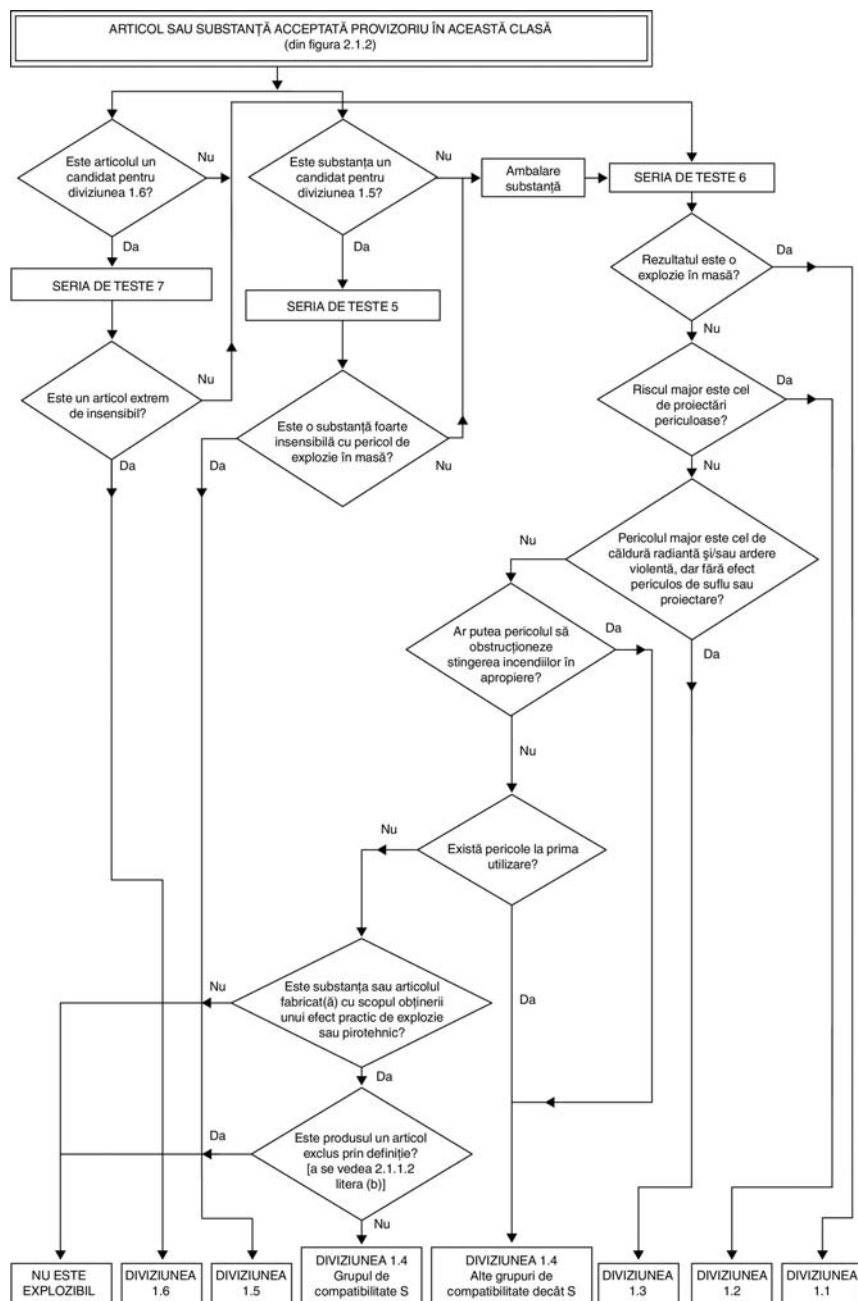 ARTICOL SAU SUBSTANȚĂ ACCEPTATĂ PROVIZORIU ÎN ACEASTĂ CLASĂ
(din figura 2.1.2)
Este articolul un
candidat pentru
diviziunea 1.6?
Nu
Da
Este substanța un
candidat pentru
diviziunea 1.5?
Nu
Da
Ambalare
substanță
SERIA DE TESTE 6
SERIA DE TESTE 7
SERIA DE TESTE 5
Rezultatul este o
explozie în masă?
Da
Nu
Este un articol extrem
de insensibil?
Nu
Da
Este o substanță foarte
insensibilă cu pericol de
explozie în masă?
Da
Nu
Riscul major este cel
de proiectări
periculoase?
Da
Nu
Pericolul major este cel de
căldură radiantă și/sau ardere
violentă, dar fără efect
periculos de suflu sau
proiectare?
Nu
Da
Ar putea pericolul să
obstrucționeze
stingerea incendiilor în
apropiere?
Da
Nu
Există pericole la prima
utilizare?
Nu
Da
Este substanța sau articolul
fabricat(ă) cu scopul obținerii
unui efect practic de explozie
sau pirotehnic?
Nu
Da
Este produsul un articol
exclus prin definiție?
[a se vedea 2.1.1.2
litera (b)]
Da
Nu
NU ESTE
EXPLOZIBIL
DIVIZIUNEA
1.6
DIVIZIUNEA
1.5
DIVIZIUNEA 1.4
Grupul de
compatibilitate S
DIVIZIUNEA 1.4
Alte grupuri de
compatibilitate decât S
DIVIZIUNEA
1.3
DIVIZIUNEA
1.2
DIVIZIUNEA
1.1